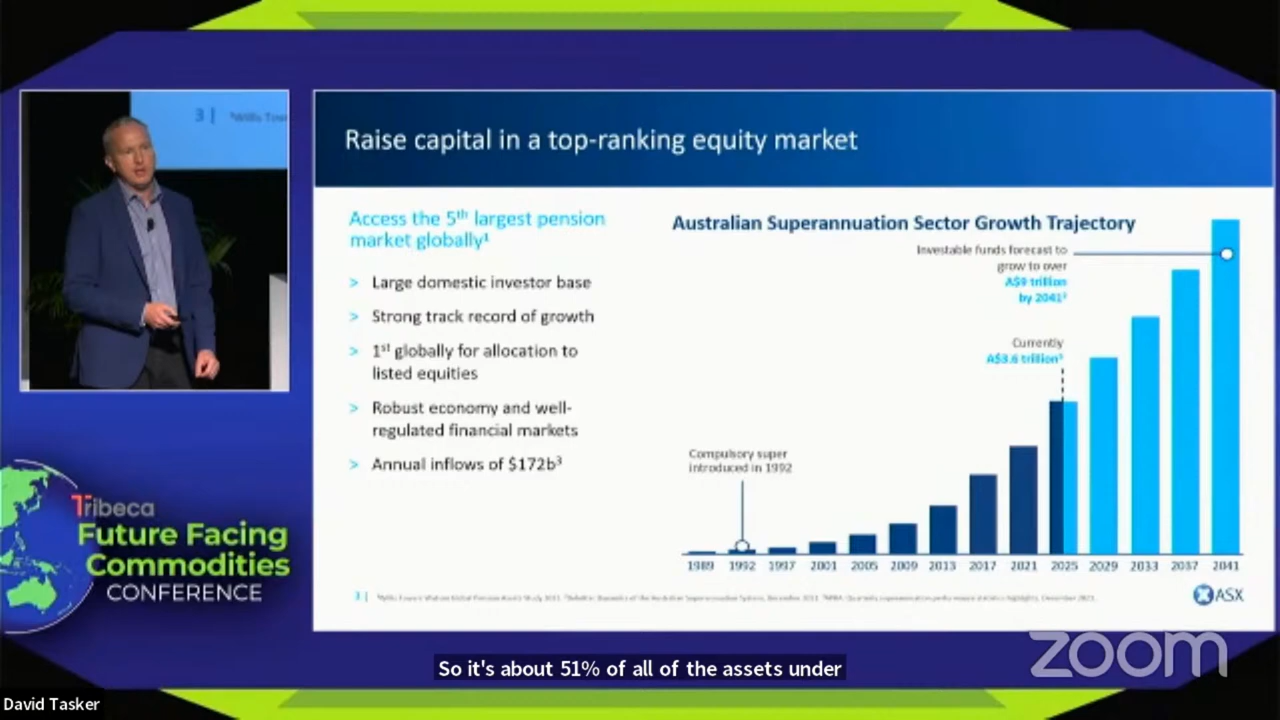 3 |
Raise capital in a top-ranking equity market
Access the 5th largest pension
market globally¹
> Large domestic investor base
> Strong track record of growth
> 1st globally for allocation to
listed equities
> Robust economy and well-
regulated financial markets
> Annual inflows of $172b³
Australian Superannuation Sector Growth Trajectory
Investable funds forecast to
grow to over
A$9 trillion
by 2041²
Currently
A$3.6 trillion³
Compulsory super
introduced in 1992
1989 1992 1997 2001 2005 2009 2013 2017 2021 2025 2029 2033 2037 2041
3 |
ASX
Tribeca
Future Facing
Commodities
CONFERENCE
zoom
So it's about 51% of all of the assets under
David Tasker